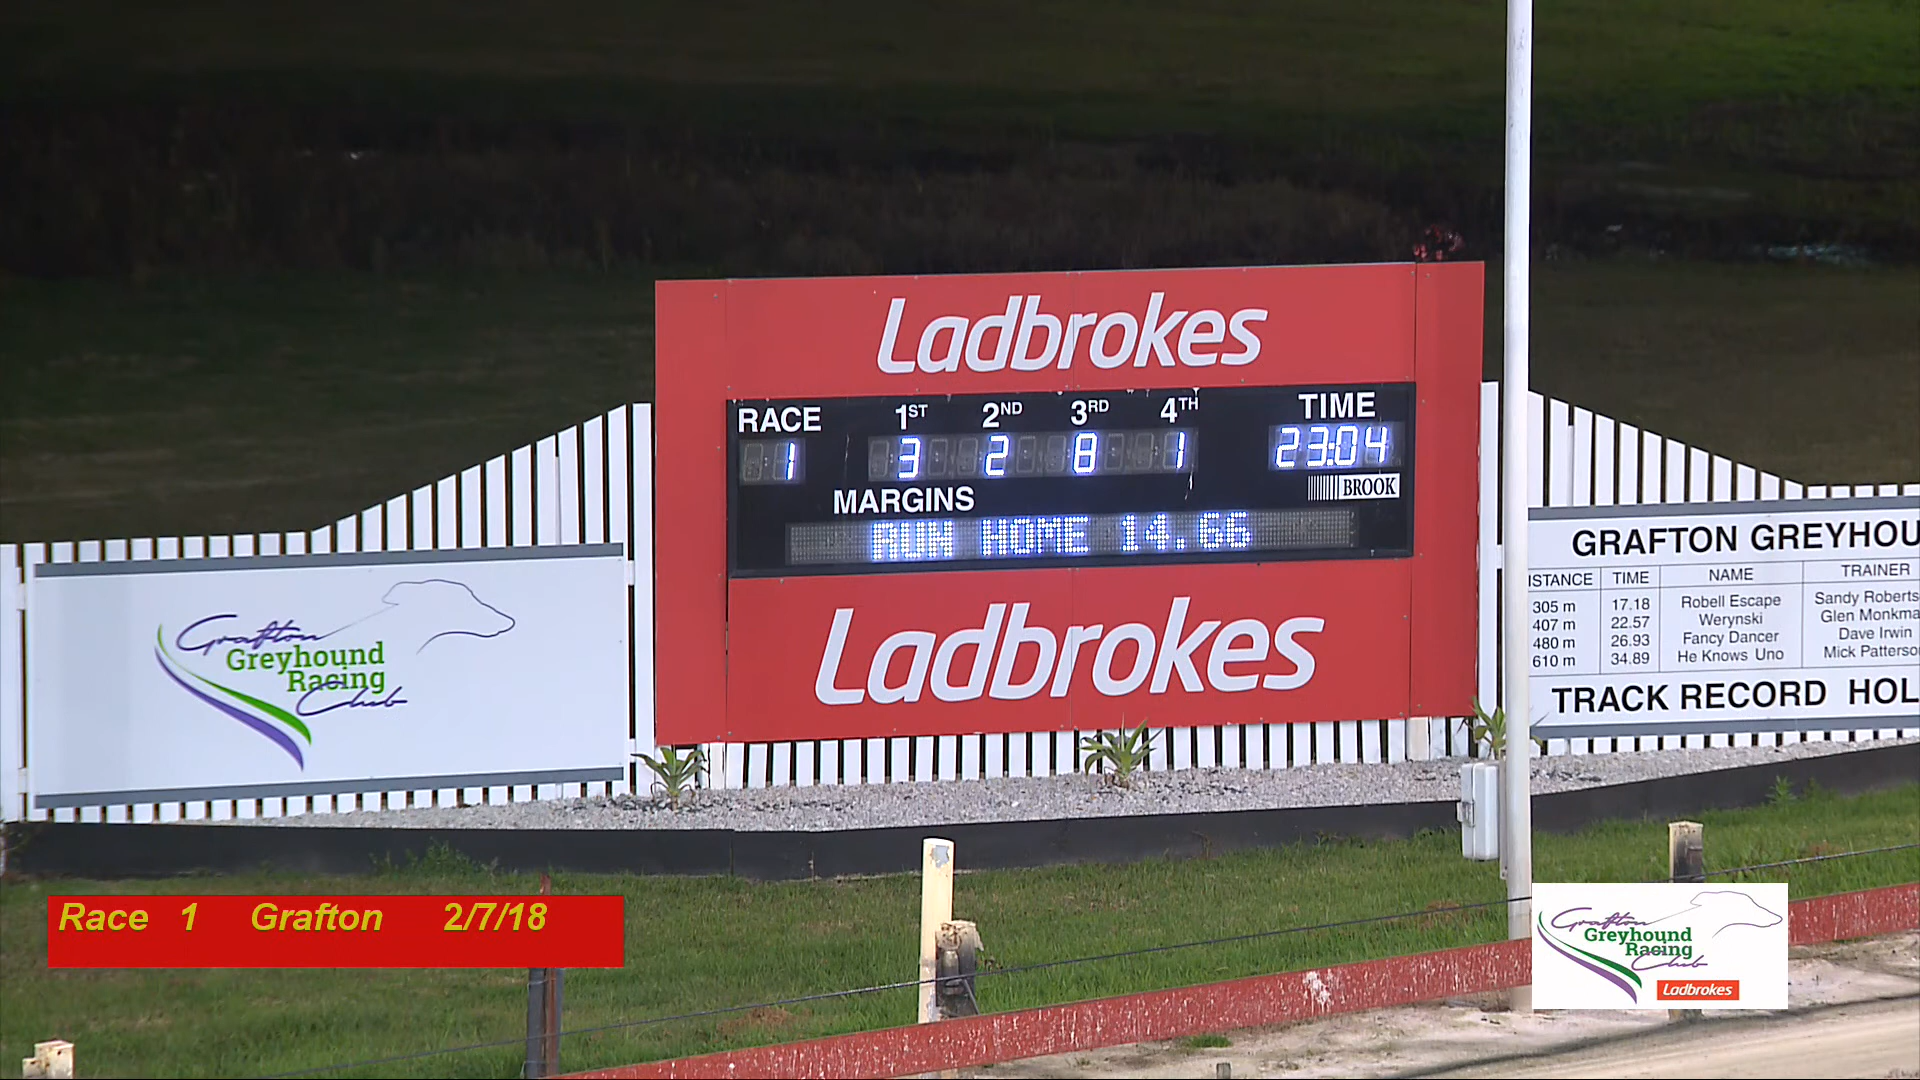 Ladbrokes
RACE 1ST 2ND 3RD 4TH TIME
1 3 2 8 1 23:04
MARGINS BROOK
RUN HOME 14.66
Ladbrokes
Grafton
Greyhound
Racing
Club
GRAFTON GREYHOU
ISTANCE TIME NAME TRAINER
305 m 17.18 Robell Escape Sandy Roberts
407 m 22.57 Werynski Glen Monkma
480 m 26.93 Fancy Dancer Dave Irwin
610 m 34.89 He Knows Uno Mick Patterso
TRACK RECORD HOL
Race 1 Grafton 2/7/18
Grafton
Greyhound
Racing
Club
Ladbrokes